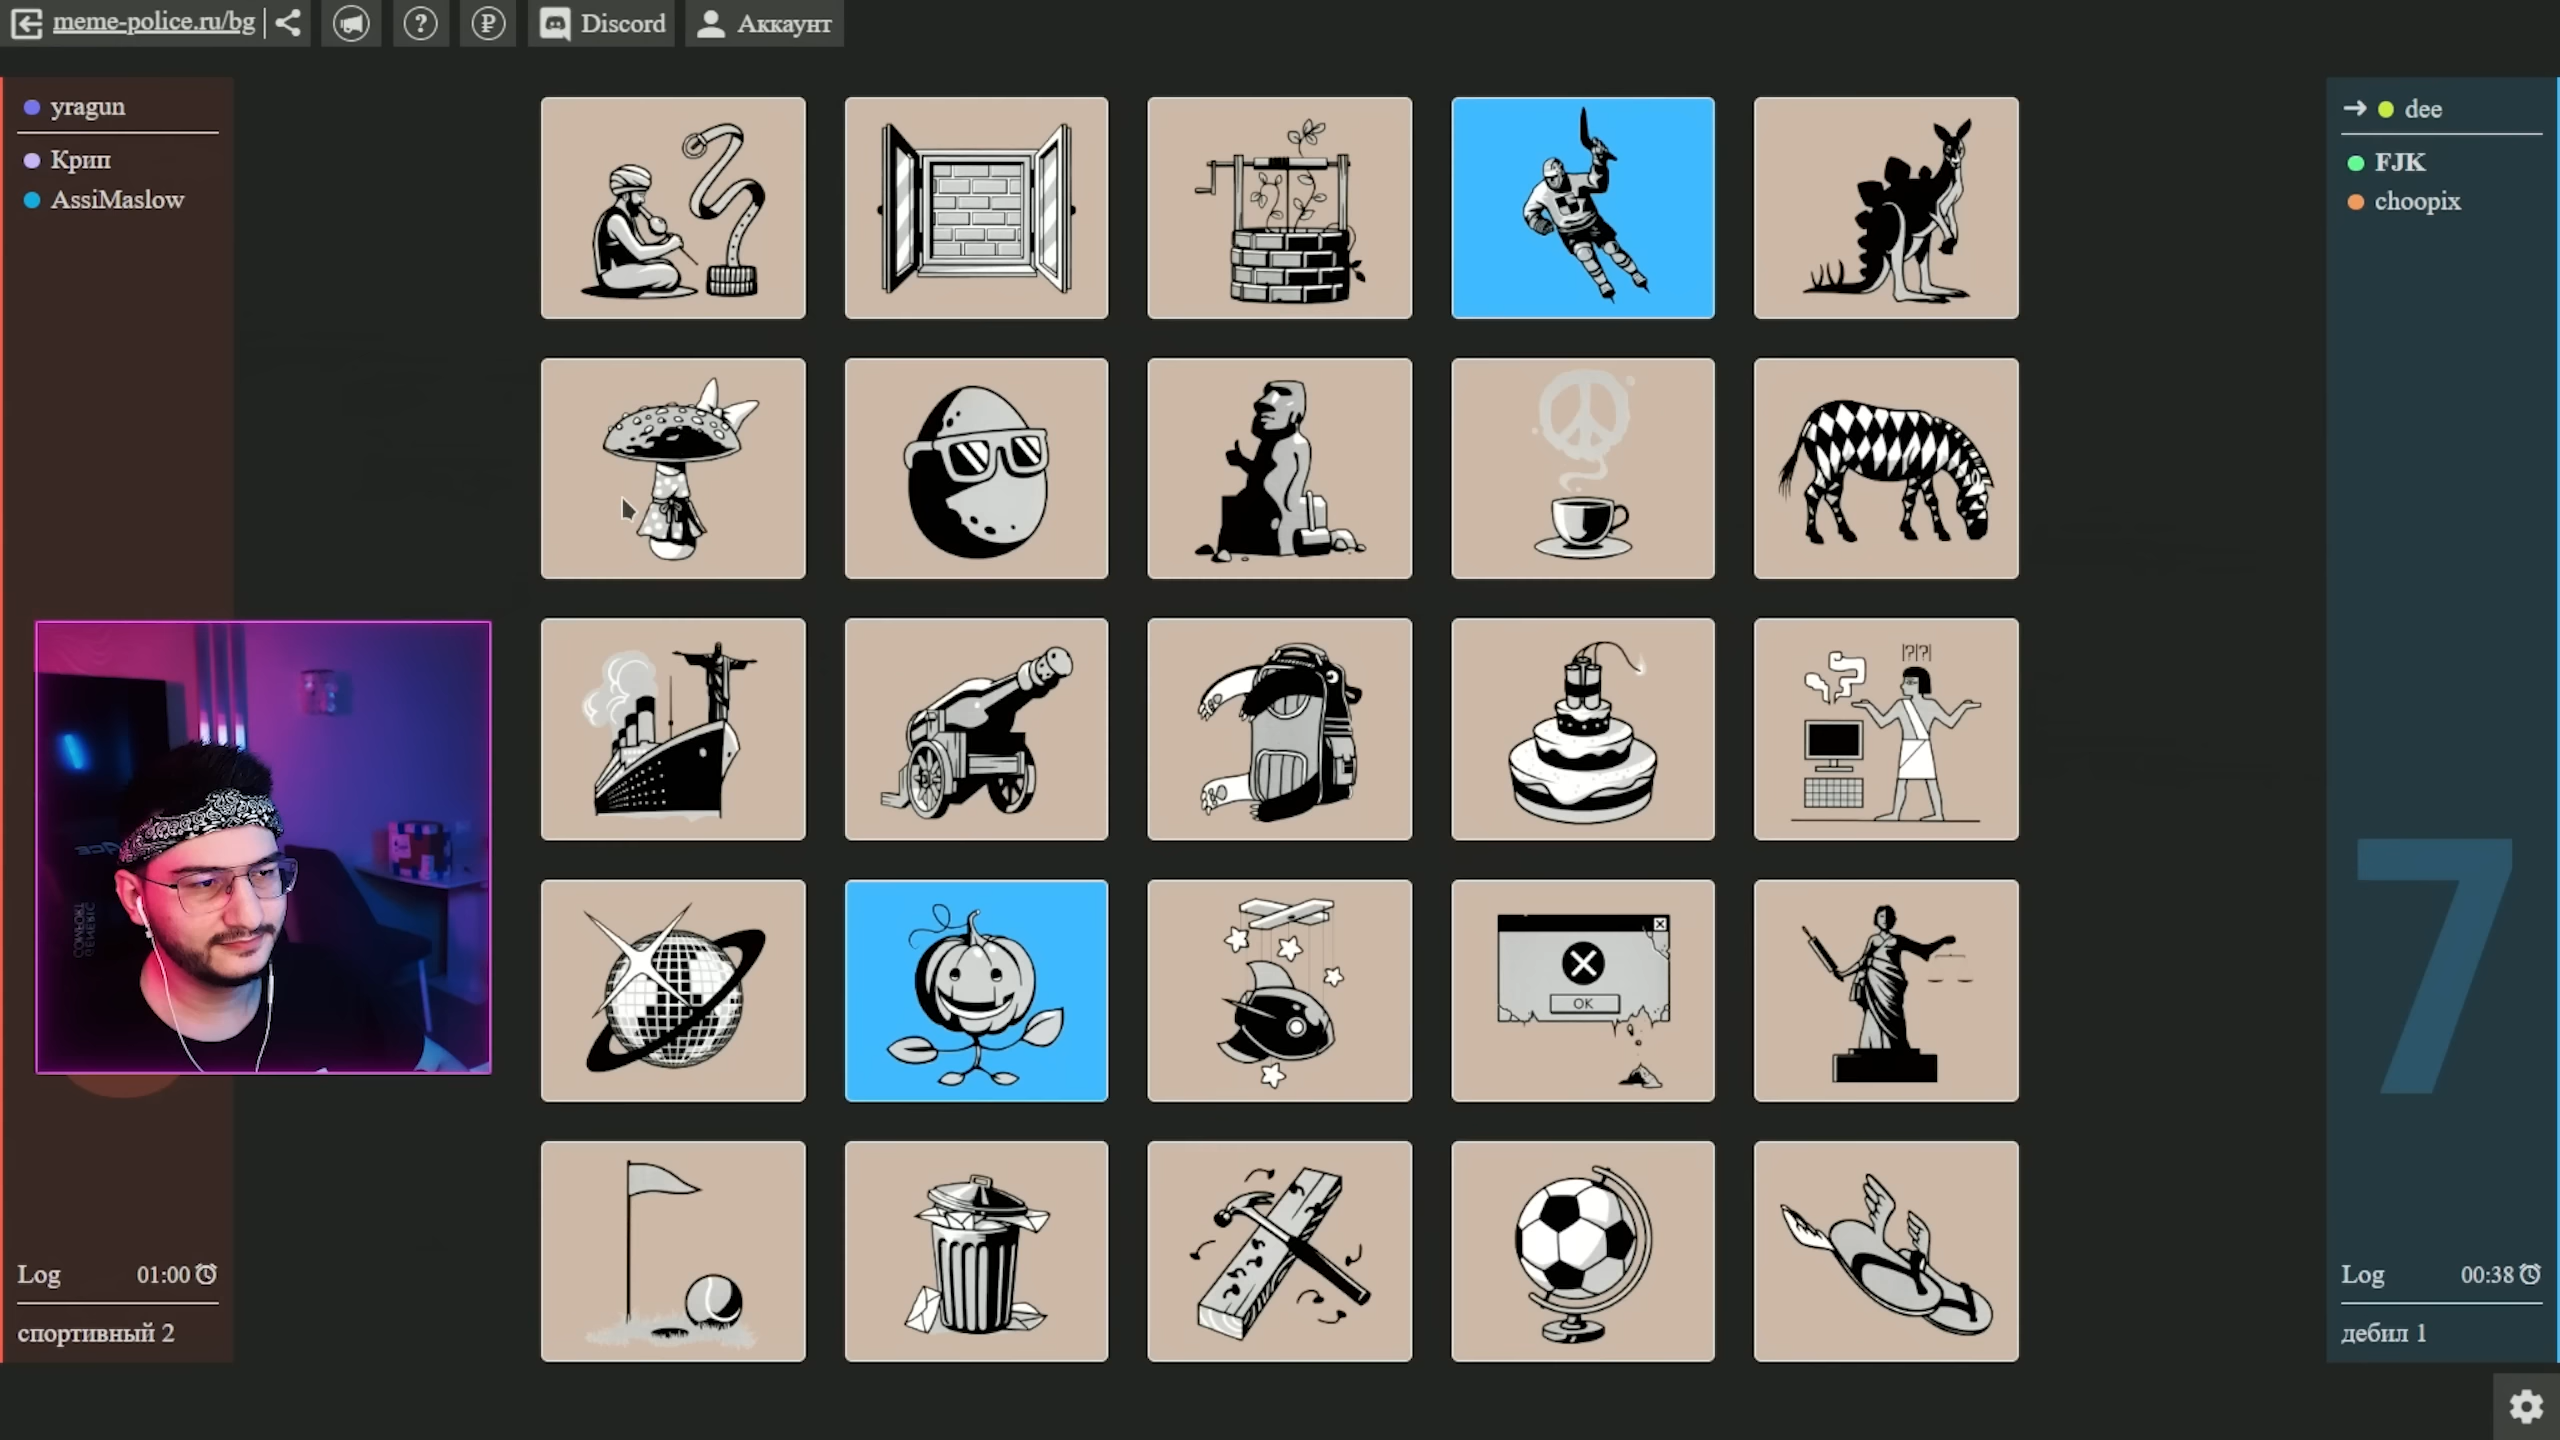 meme-police.ru/bg
Discord
Аккаунт
yragun
Крип
AssiMaslow
Log 01:00
спортивный 2
|?|?|
OK
dee
FJK
choopix
7
Log 00:38
дебил 1